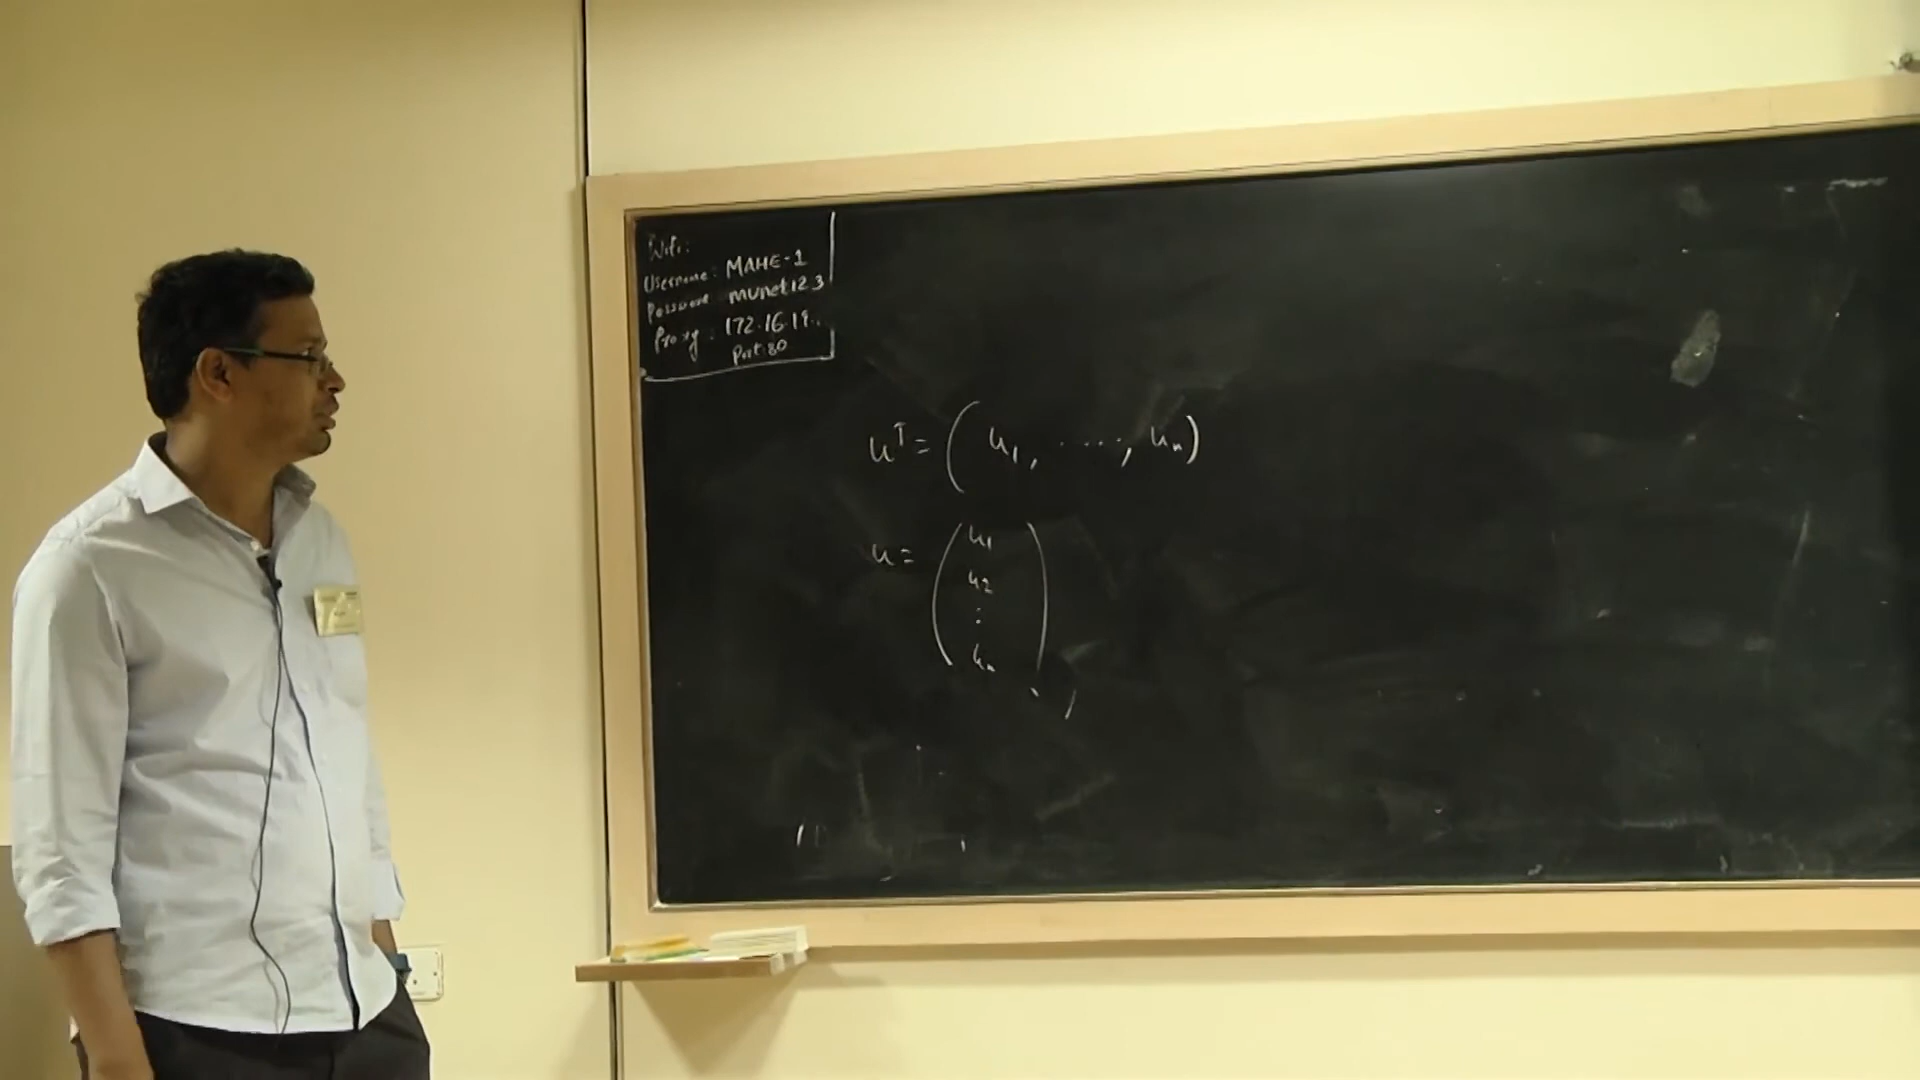 Wifi:
Username: MAHE-1
Password munet123
Proxy: 172.16.19..
Port:80
u^T = ( u_1, ...., u_n )
u = ( u_1
u_2
⋮
u_n )